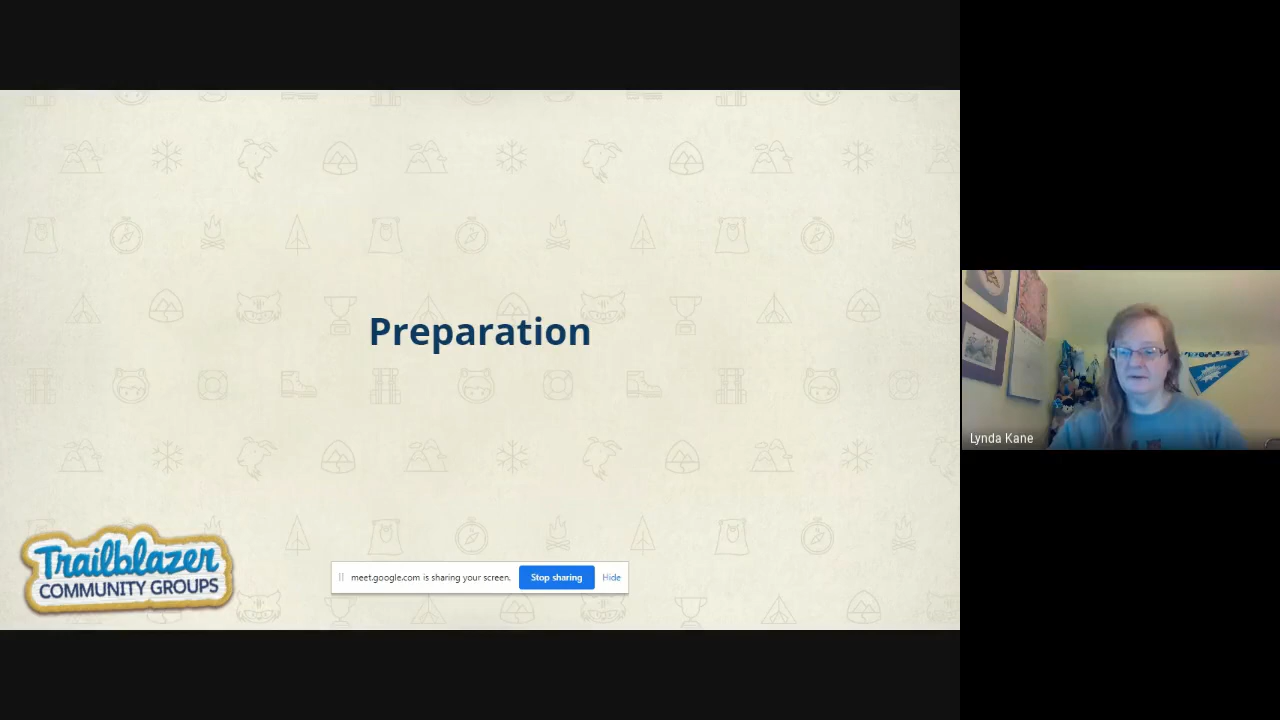 Preparation
Trailblazer
COMMUNITY GROUPS
meet.google.com is sharing your screen.
Stop sharing
Hide
Lynda Kane